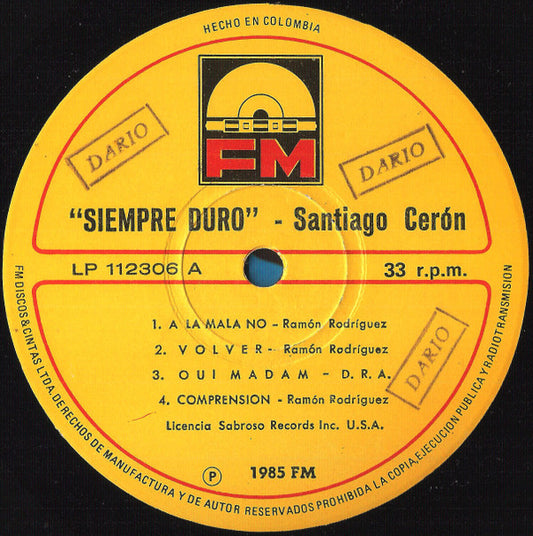 HECHO EN COLOMBIA
FM
DARIO
DARIO
"SIEMPRE DURO" - Santiago Cerón
LP 112306 A
33 r.p.m.
1. A LA MALA NO - Ramón Rodríguez
2. VOLVER - Ramón Rodríguez
3. OUI MADAM - D.R.A.
4. COMPRENSION - Ramón Rodríguez
Licencia Sabroso Records Inc. U.S.A.
DARIO
P 1985 FM
FM DISCOS & CINTAS LTDA. DERECHOS DE MANUFACTURA Y DE AUTOR RESERVADOS PROHIBIDA LA COPIA, EJECUCION PUBLICA Y RADIOTRANSMISION